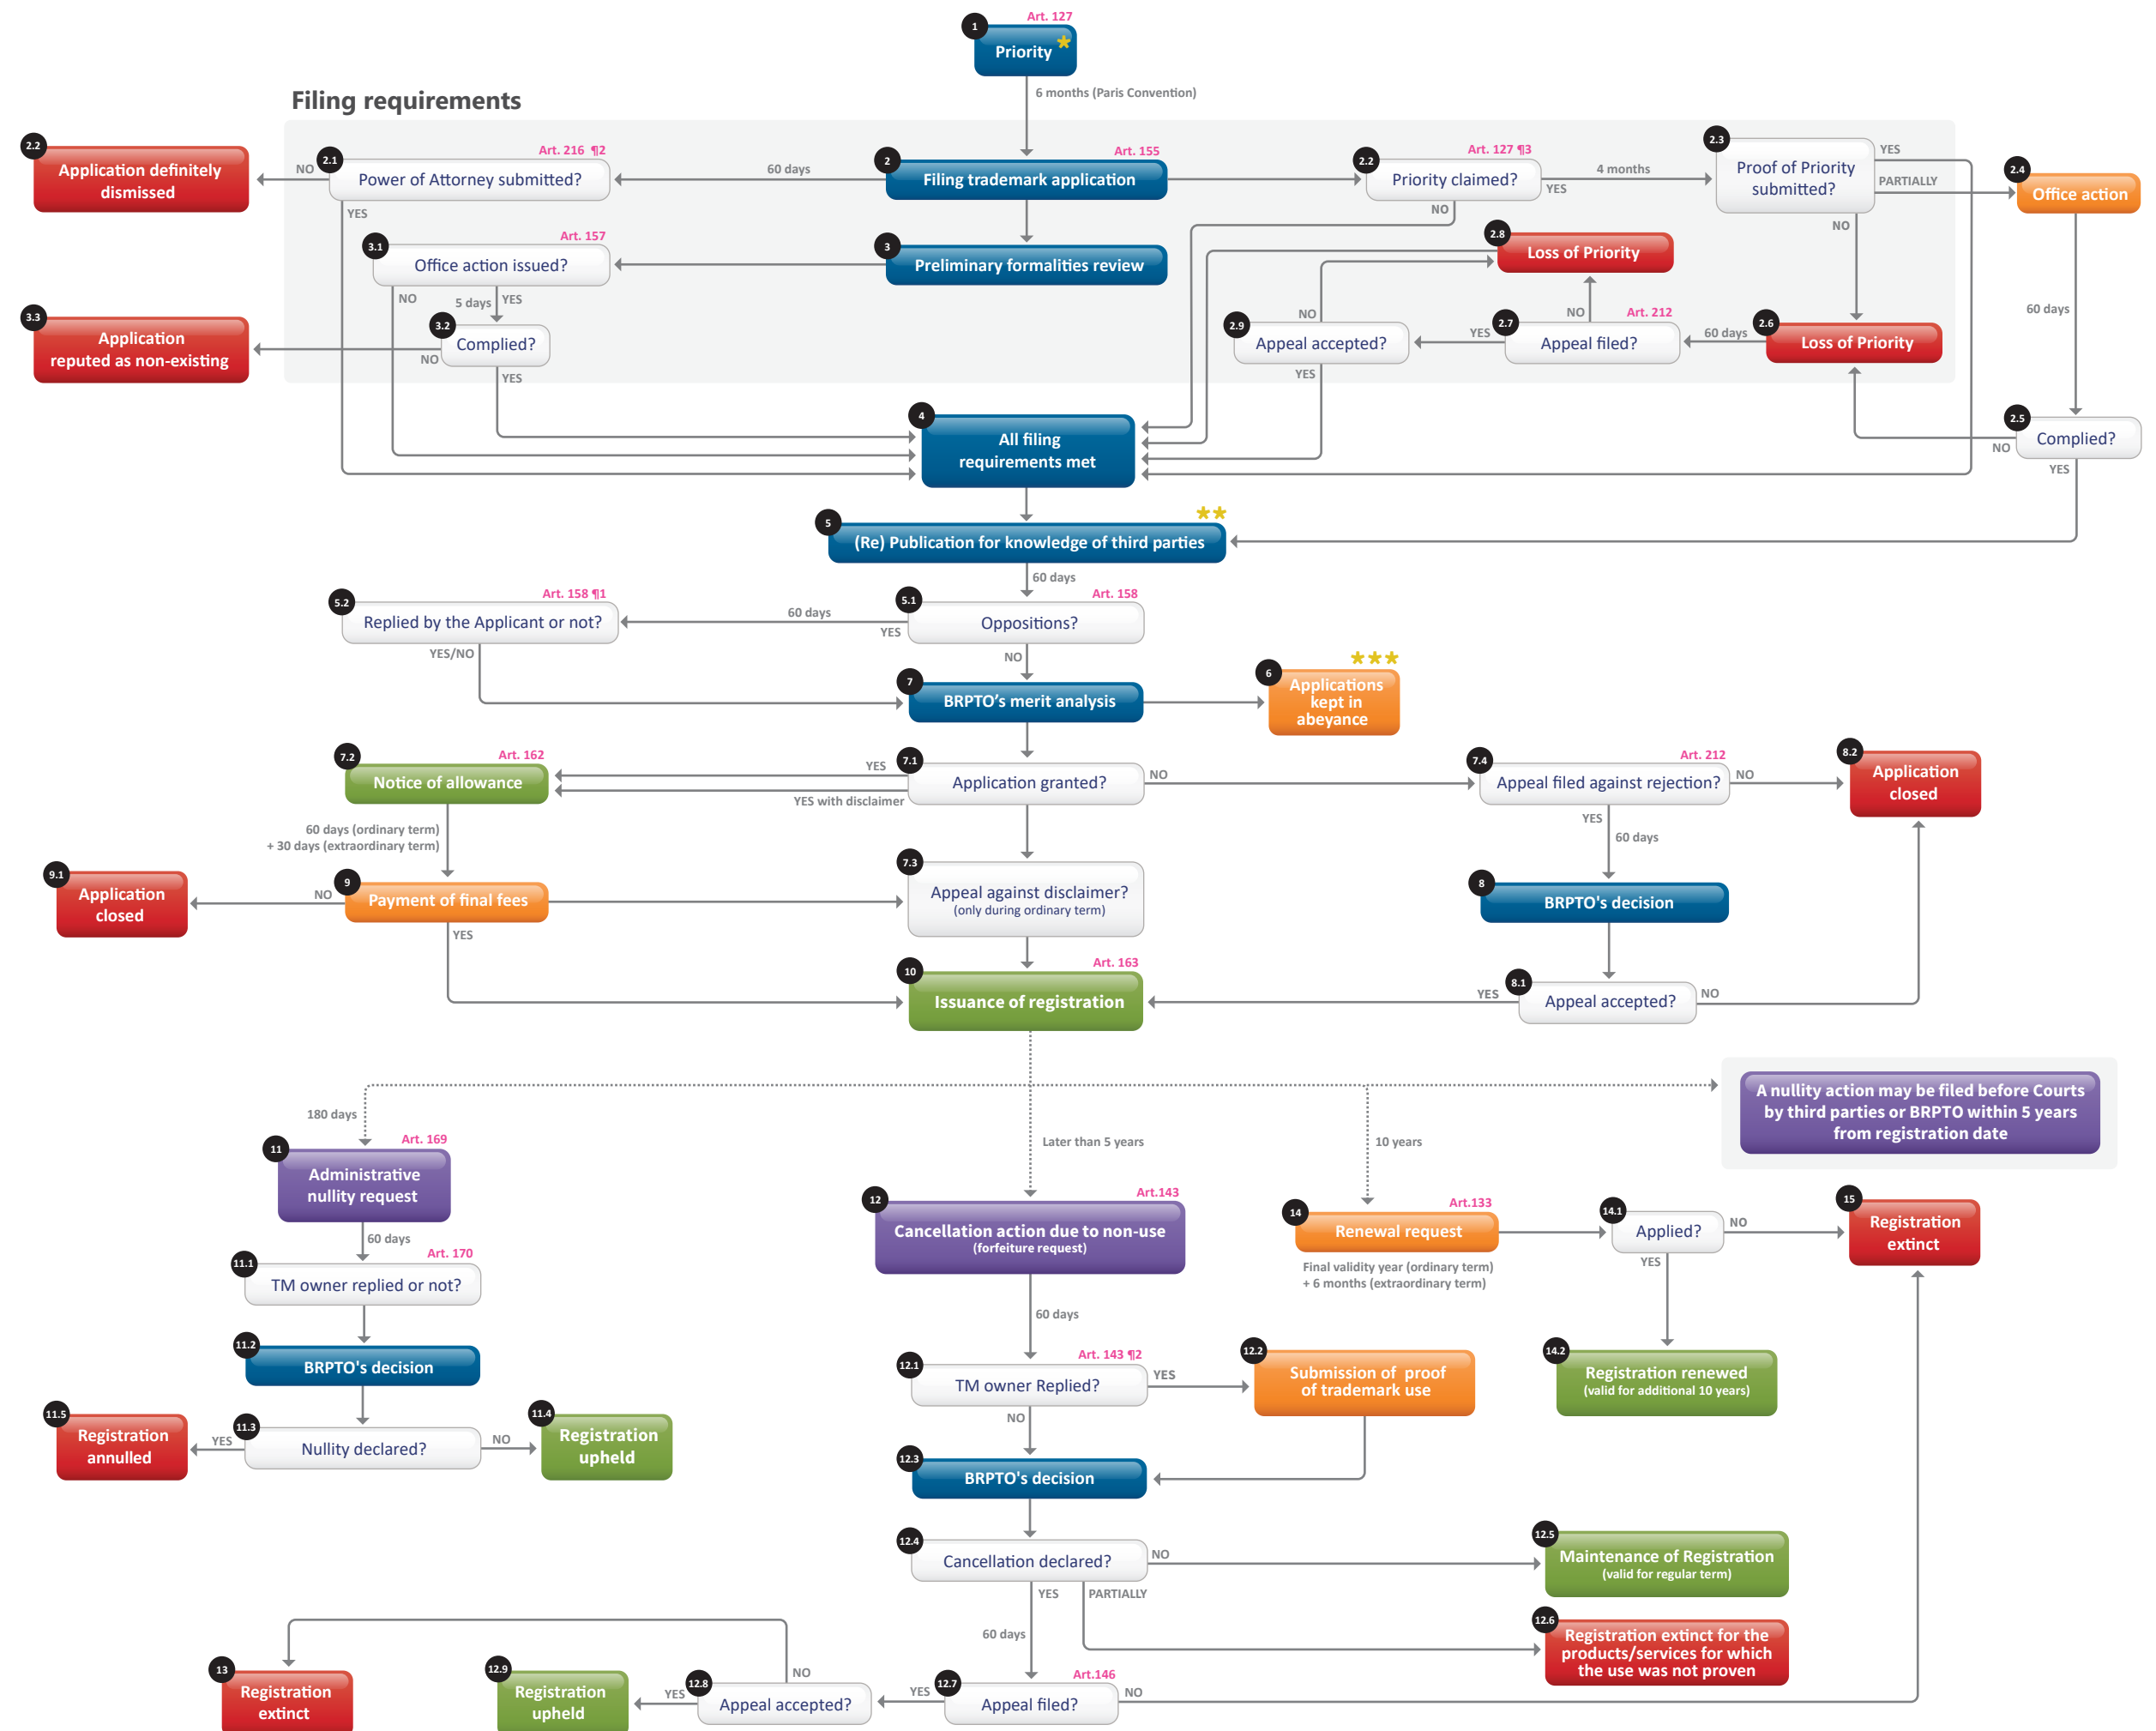 Art. 127
1
Priority
6 months (Paris Convention)
Filing requirements
2.2
Application definitely
dismissed
NO
2.1
Art. 216 ¶2
Power of Attorney submitted?
YES
60 days
2
Art. 155
Filing trademark application
2.2
Art. 127 ¶3
Priority claimed?
YES
NO
4 months
2.3
Proof of Priority
submitted?
YES
PARTIALLY
NO
2.4
Office action
60 days
3.1
Art. 157
Office action issued?
NO
5 days
YES
3
Preliminary formalities review
2.8
Loss of Priority
3.3
Application
reputed as non-existing
NO
3.2
Complied?
YES
NO
2.9
Appeal accepted?
YES
YES
NO
2.7
Art. 212
Appeal filed?
60 days
2.6
Loss of Priority
4
All filing
requirements met
2.5
Complied?
NO
YES
5
(Re) Publication for knowledge of third parties
60 days
5.2
Art. 158 ¶1
Replied by the Applicant or not?
YES/NO
60 days
YES
5.1
Art. 158
Oppositions?
NO
7
BRPTO’s merit analysis
6
Applications
kept in
abeyance
7.2
Art. 162
Notice of allowance
YES
YES with disclaimer
7.1
Application granted?
NO
7.4
Art. 212
Appeal filed against rejection?
NO
YES
60 days
8.2
Application
closed
60 days (ordinary term)
+ 30 days (extraordinary term)
9.1
Application
closed
NO
9
Payment of final fees
YES
7.3
Appeal against disclaimer?
(only during ordinary term)
8
BRPTO's decision
10
Art. 163
Issuance of registration
YES
8.1
Appeal accepted?
NO
A nullity action may be filed before Courts
by third parties or BRPTO within 5 years
from registration date
180 days
Later than 5 years
10 years
11
Art. 169
Administrative
nullity request
60 days
11.1
Art. 170
TM owner replied or not?
11.2
BRPTO's decision
11.5
Registration
annulled
YES
11.3
Nullity declared?
NO
11.4
Registration
upheld
12
Art.143
Cancellation action due to non-use
(forfeiture request)
60 days
14
Art.133
Renewal request
Final validity year (ordinary term)
+ 6 months (extraordinary term)
14.1
Applied?
NO
YES
15
Registration
extinct
14.2
Registration renewed
(valid for additional 10 years)
12.1
Art. 143 ¶2
TM owner Replied?
YES
NO
12.2
Submission of proof
of trademark use
12.3
BRPTO's decision
12.4
Cancellation declared?
NO
YES
PARTIALLY
12.5
Maintenance of Registration
(valid for regular term)
12.6
Registration extinct for the
products/services for which
the use was not proven
60 days
13
Registration
extinct
12.9
Registration
upheld
YES
12.8
Appeal accepted?
NO
YES
12.7
Art.146
Appeal filed?
NO